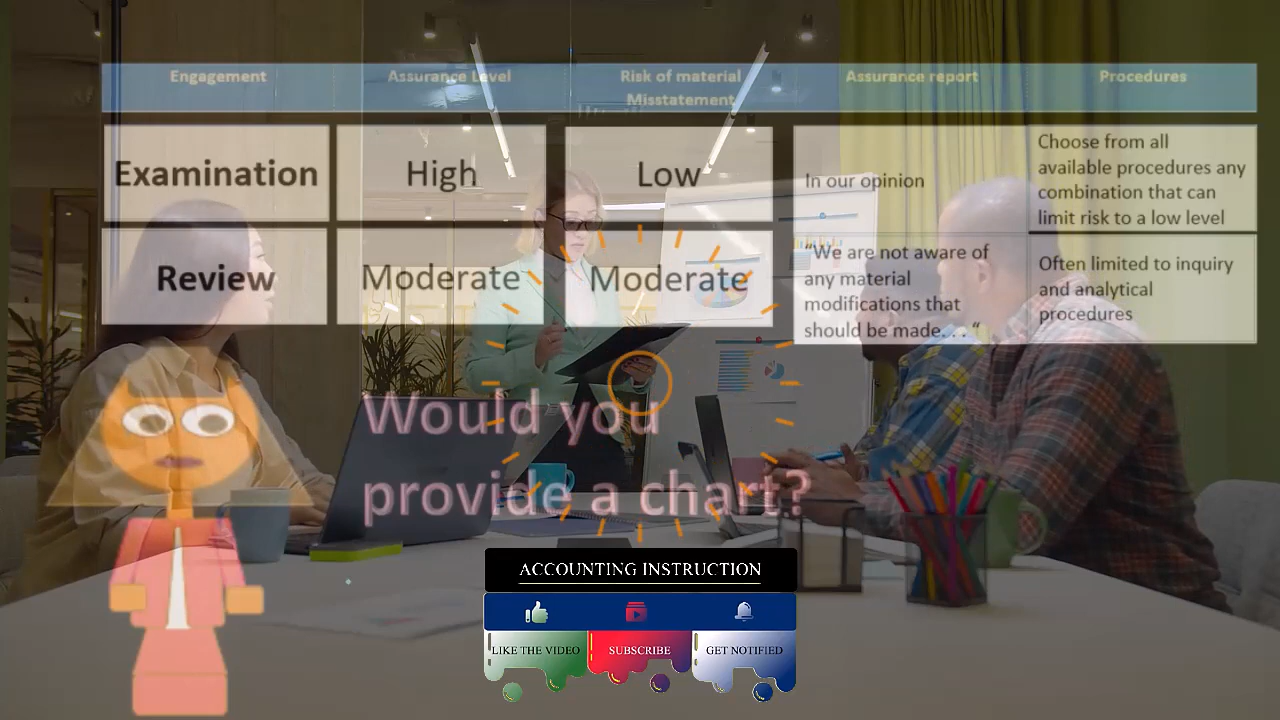 Engagement
Assurance Level
Risk of material
Misstatement
Assurance report
Procedures
Examination
High
Low
In our opinion
Choose from all
available procedures any
combination that can
limit risk to a low level
Review
Moderate
Moderate
“We are not aware of
any material
modifications that
should be made. . . “
Often limited to inquiry
and analytical
procedures
Would you
provide a chart?
ACCOUNTING INSTRUCTION
LIKE THE VIDEO
SUBSCRIBE
GET NOTIFIED